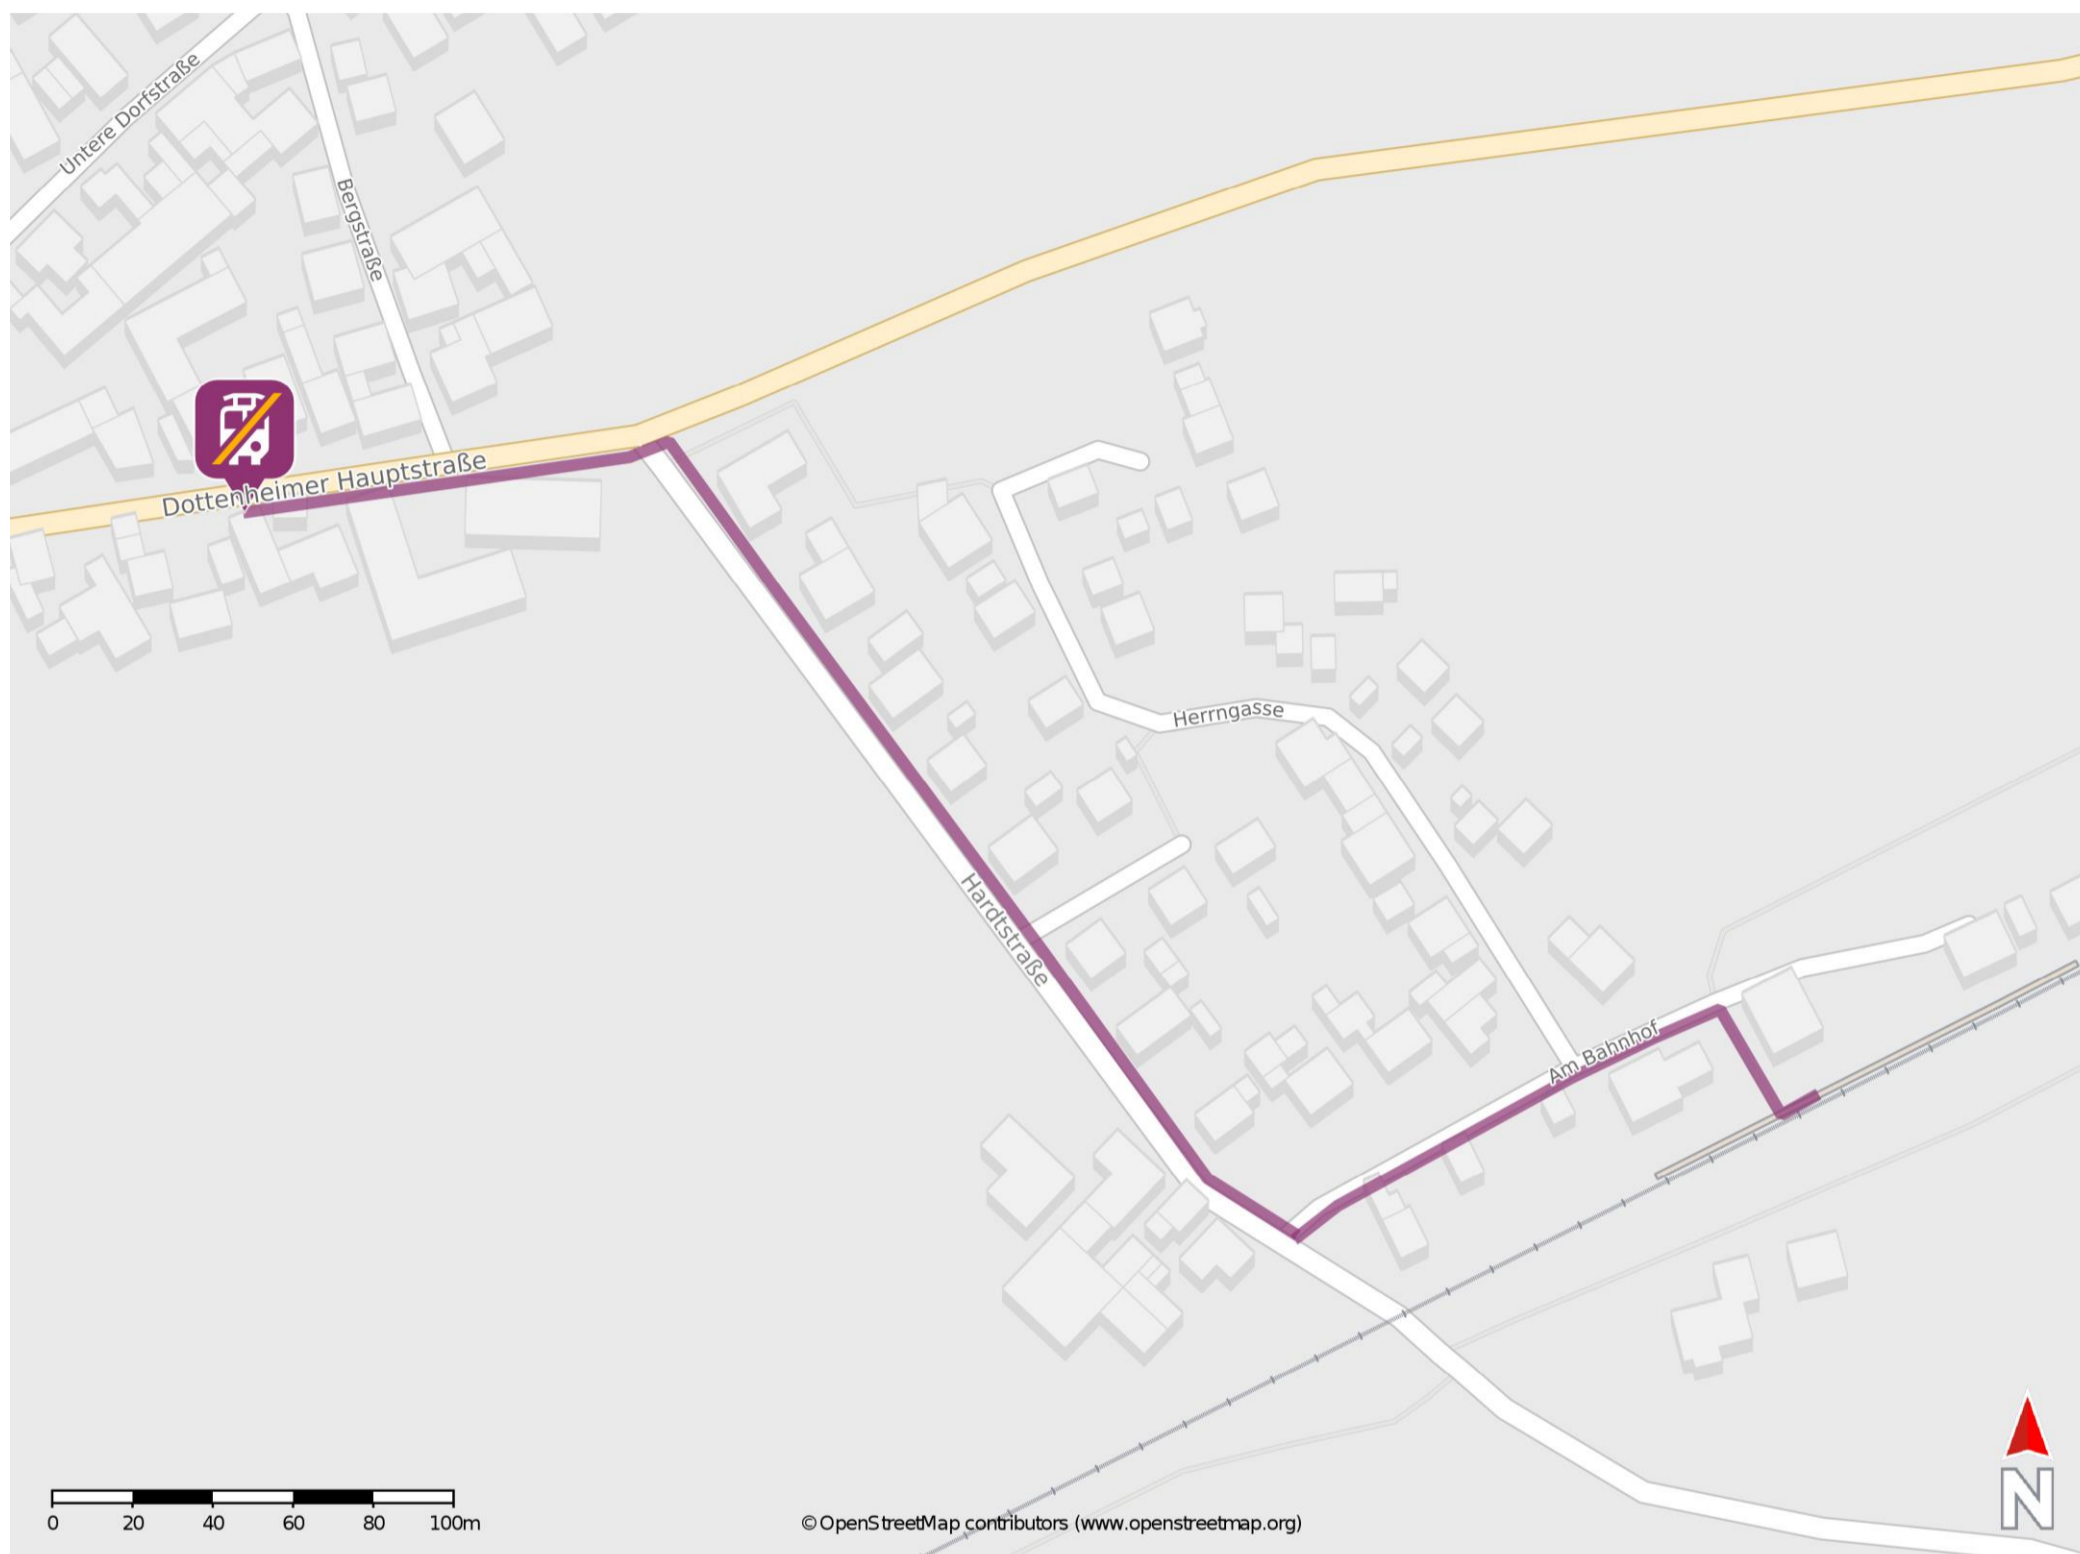 Untere Dorfstraße
Bergstraße
Dottenheimer Hauptstraße
Herrngasse
Hardtstraße
Am Bahnhof
0 20 40 60 80 100m
© OpenStreetMap contributors (www.openstreetmap.org)
N